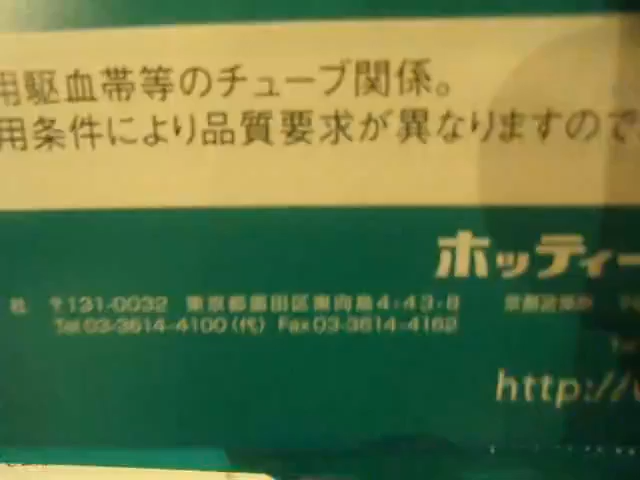 用駆血帯等のチューブ関係。
用条件により品質要求が異なりますので
ホッティー
社 〒131-0032 東京都墨田区東向島4-43-8
Tel 03-3614-4100(代) Fax 03-3614-4162
http://